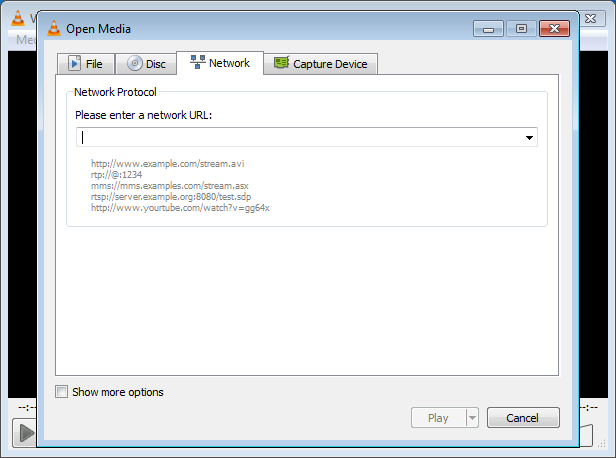 Open Media
File
Disc
Network
Capture Device
Network Protocol
Please enter a network URL:
http://www.example.com/stream.avi
rtp://@:1234
mms://mms.examples.com/stream.asx
rtsp://server.example.org:8080/test.sdp
http://www.yourtube.com/watch?v=gg64x
Show more options
--:--
Play
Cancel